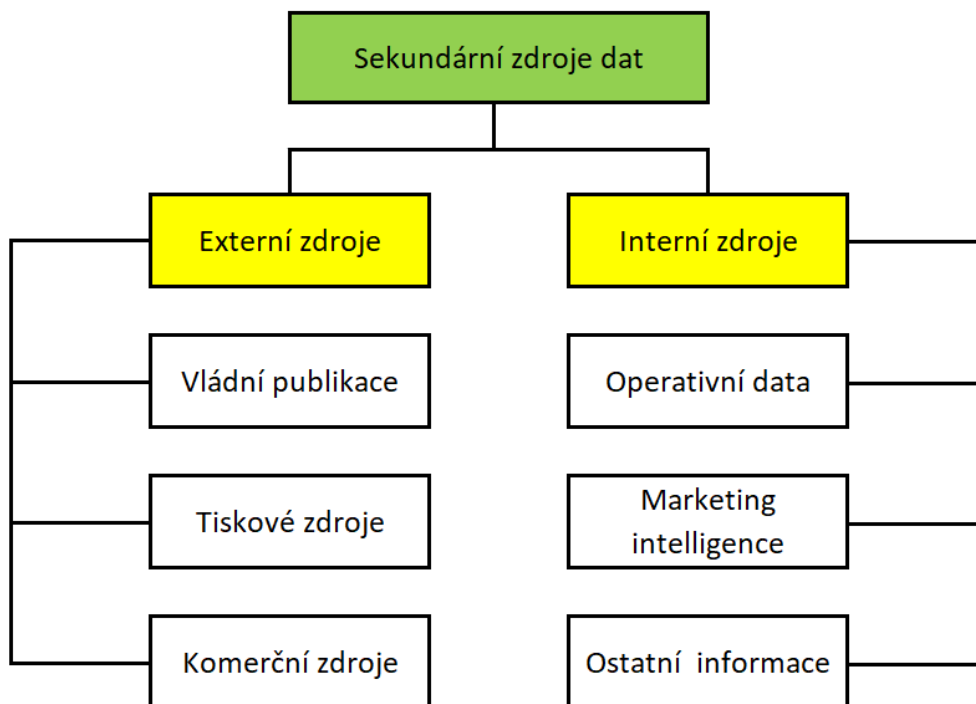 Sekundární zdroje dat
Externí zdroje
Interní zdroje
Vládní publikace
Operativní data
Tiskové zdroje
Marketing
intelligence
Komerční zdroje
Ostatní  informace